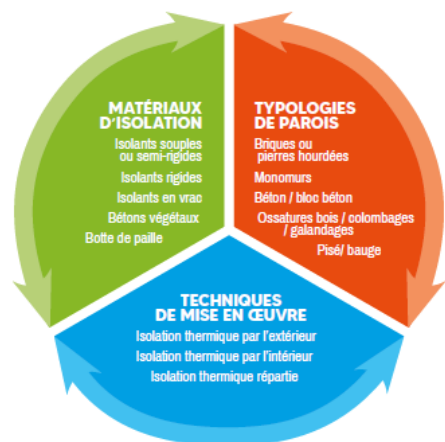 MATÉRIAUX
D'ISOLATION
Isolants souples
ou semi-rigides
Isolants rigides
Isolants en vrac
Bétons végétaux
Botte de paille
TYPOLOGIES
DE PAROIS
Briques ou
pierres hourdées
Monomurs
Béton / bloc béton
Ossatures bois / colombages
/ galandages
Pisé/ bauge
TECHNIQUES
DE MISE EN ŒUVRE
Isolation thermique par l'extérieur
Isolation thermique par l'intérieur
Isolation thermique répartie